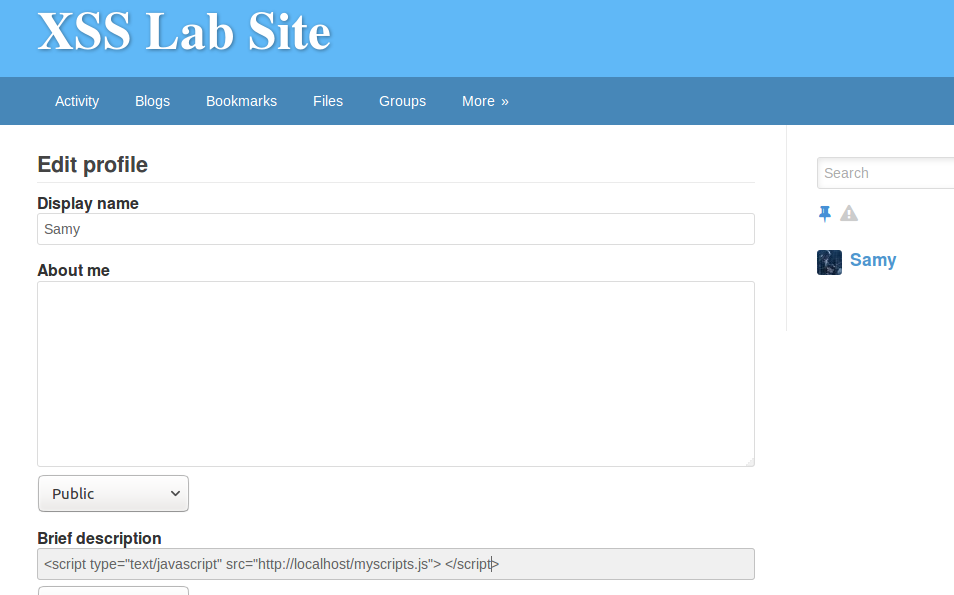 XSS Lab Site
Activity Blogs Bookmarks Files Groups More »
Edit profile
Display name
Samy
About me
Public
Brief description
<script type="text/javascript" src="http://localhost/myscripts.js"> </script>
Search
Samy